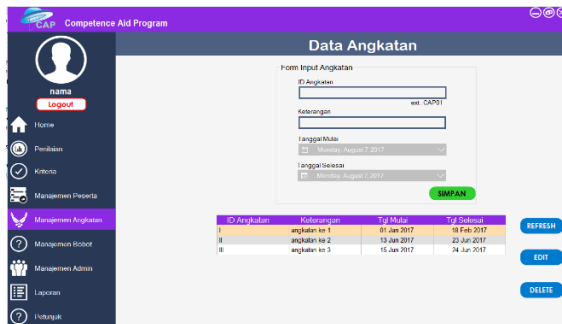 CAP Competence Aid Program
Data Angkatan
nama
Logout
Home
Penilaian
Kriteria
Manajemen Peserta
Manajemen Angkatan
Manajemen Bobot
Manajemen Admin
Laporan
Petunjuk
Form Input Angkatan
ID Angkatan
ext. CAP01
Keterangan
Tanggal Mulai
Monday, August 7, 2017
Tanggal Selesai
Monday, August 7, 2017
SIMPAN
ID Angkatan Keterangan Tgl Mulai Tgl Selesai
I angkatan ke 1 01 Jan 2017 18 Feb 2017
II angkatan ke 2 13 Jun 2017 23 Jun 2017
III angkatan ke 3 15 Jun 2017 24 Jun 2017
REFRESH
EDIT
DELETE